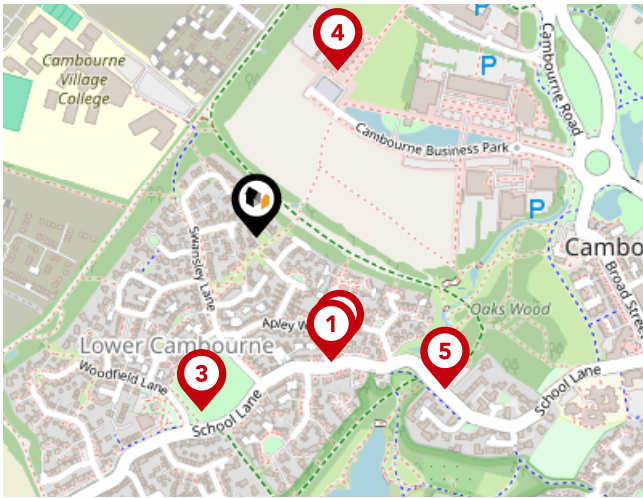 4
P
Cambourne
Village
College
Cambourne Road
Cambourne Business Park
P
Swansley Lane
Cambo
Broad Street
Oaks Wood
Apley W
1
Lower Cambourne
5
3
Woodfield Lane
School Lane
School Lane